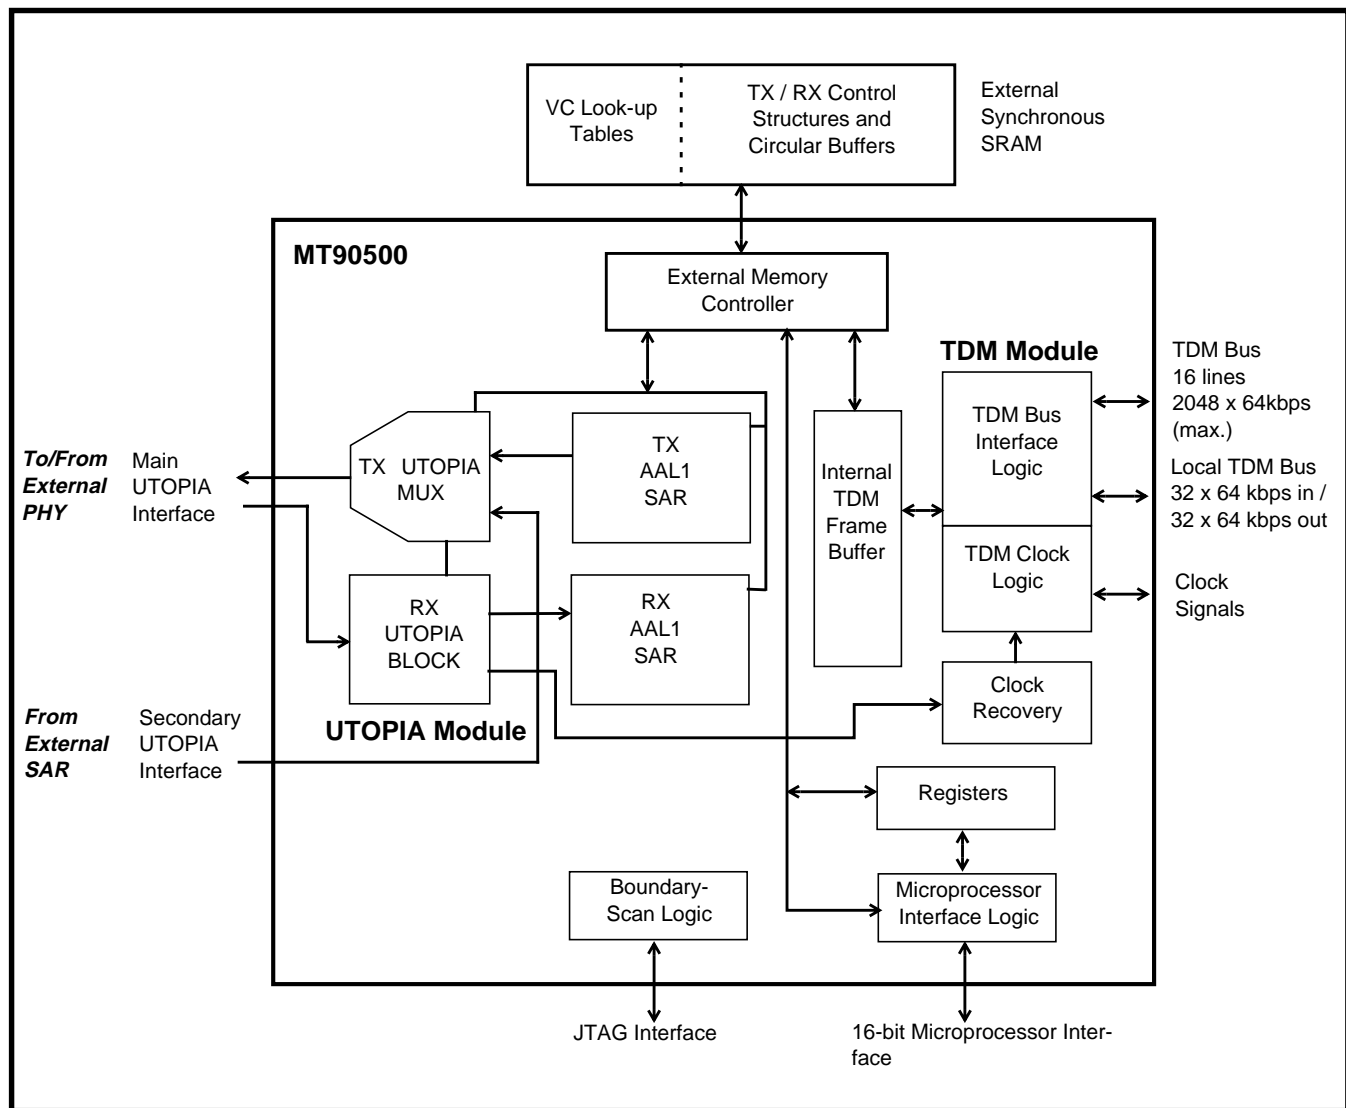 VC Look-up
Tables
TX / RX Control
Structures and
Circular Buffers
External
Synchronous
SRAM
MT90500
External Memory
Controller
TDM Module
TDM Bus
16 lines
2048 x 64kbps
(max.)
Local TDM Bus
32 x 64 kbps in /
32 x 64 kbps out
Clock
Signals
To/From
External
PHY
Main
UTOPIA
Interface
TX UTOPIA
MUX
TX
AAL1
SAR
Internal
TDM
Frame
Buffer
TDM Bus
Interface
Logic
TDM Clock
Logic
RX
UTOPIA
BLOCK
RX
AAL1
SAR
Clock
Recovery
UTOPIA Module
From
External
SAR
Secondary
UTOPIA
Interface
Registers
Boundary-
Scan Logic
Microprocessor
Interface Logic
JTAG Interface
16-bit Microprocessor Inter-
face